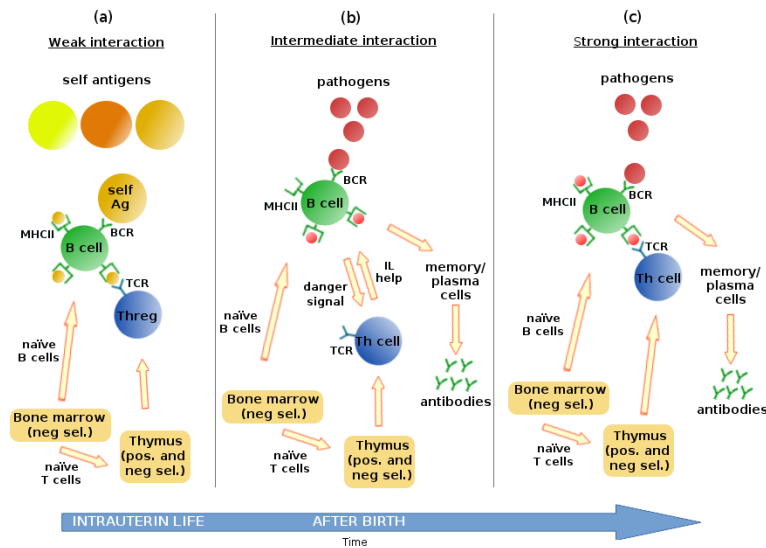 (a)
Weak interaction
self antigens
self
Ag
BCR
MHCII
B cell
TCR
Threg
naïve
B cells
Bone marrow
(neg sel.)
Thymus
(pos. and
neg sel.)
naïve
T cells
(b)
Intermediate interaction
pathogens
BCR
MHCII
B cell
IL
help
danger
signal
memory/
plasma
cells
naïve
B cells
Th cell
TCR
antibodies
Bone marrow
(neg sel.)
Thymus
(pos. and
neg sel.)
naïve
T cells
(c)
Strong interaction
pathogens
BCR
MHCII
B cell
TCR
Th cell
memory/
plasma
cells
naïve
B cells
antibodies
Bone marrow
(neg sel.)
Thymus
(pos. and
neg sel.)
naïve
T cells
INTRAUTERIN LIFE
AFTER BIRTH
Time